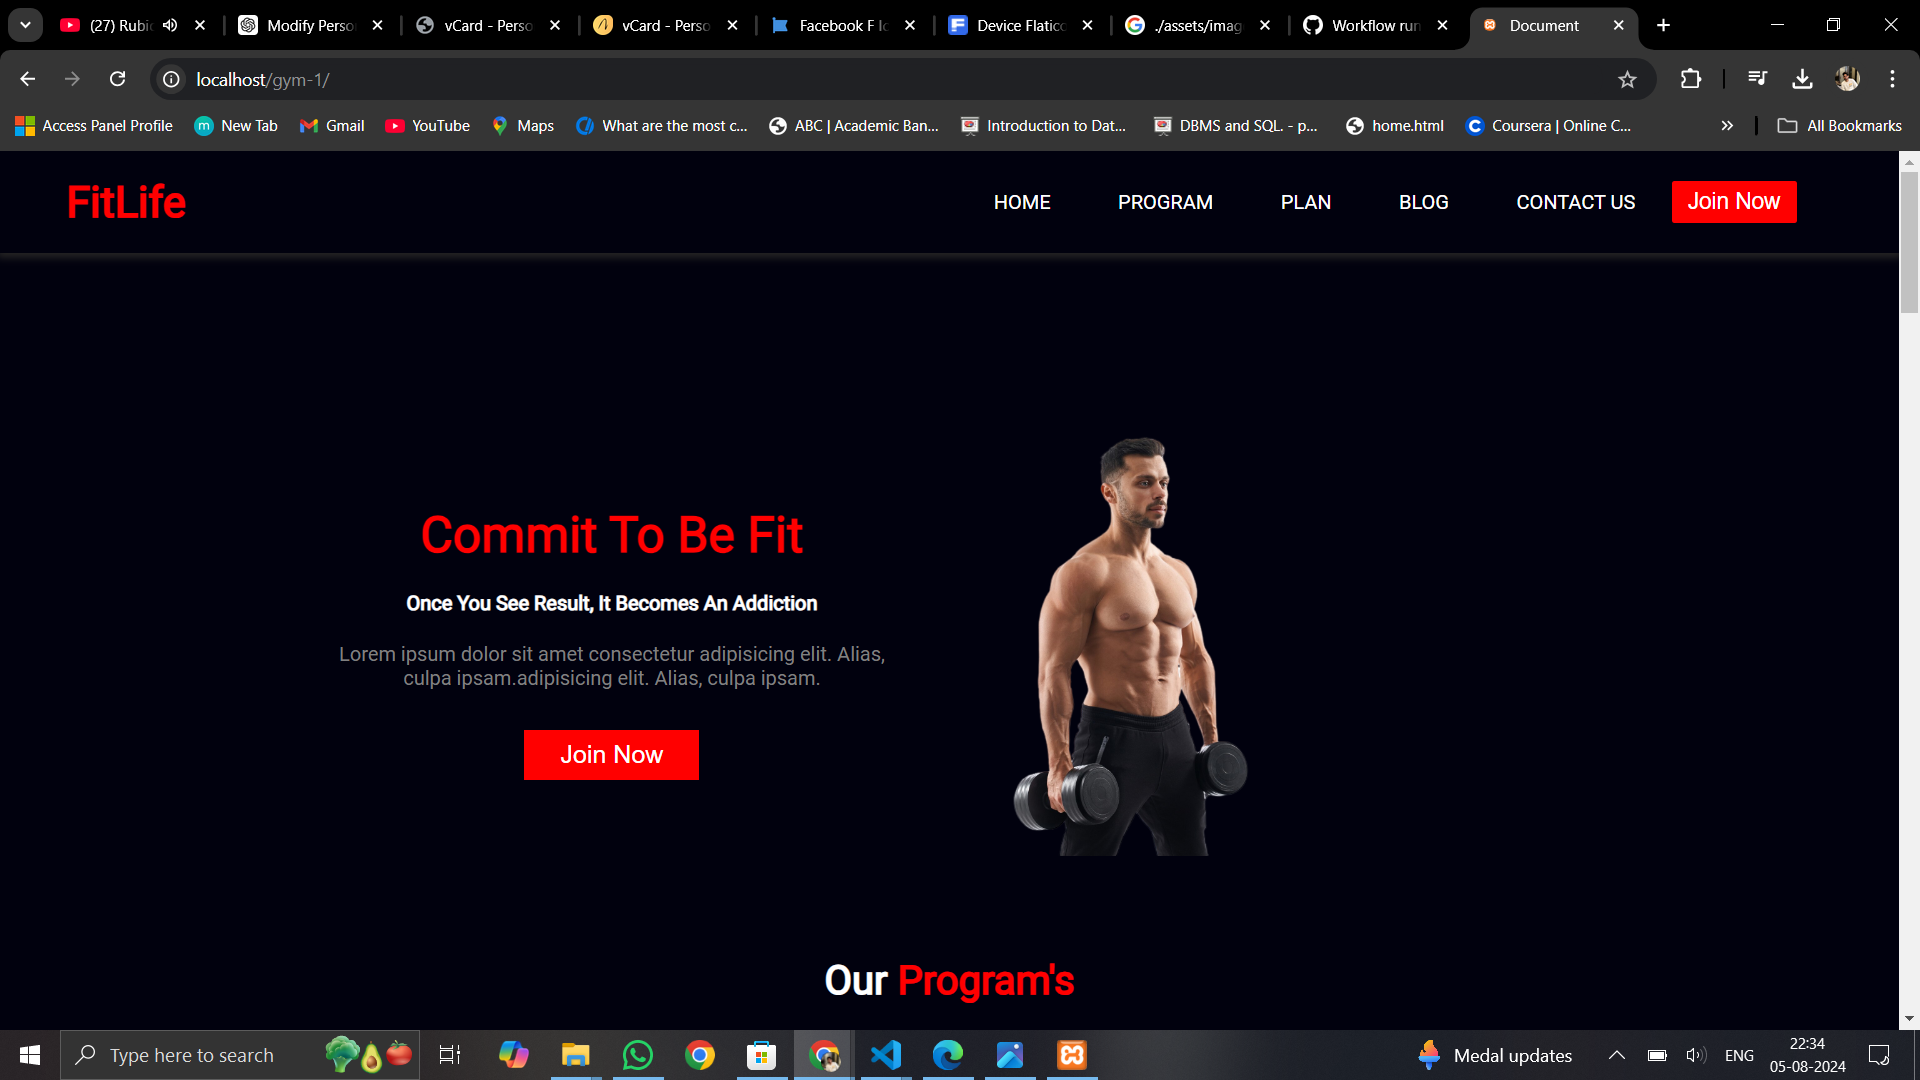 (27) Rubic
Modify Perso
vCard - Perso
vCard - Perso
Facebook F Ic
Device Flatico
./assets/imag
Workflow run
Document
localhost/gym-1/
Access Panel Profile
New Tab
Gmail
YouTube
Maps
What are the most c...
ABC | Academic Ban...
Introduction to Dat...
DBMS and SQL. - p...
home.html
Coursera | Online C...
All Bookmarks
FitLife
HOME
PROGRAM
PLAN
BLOG
CONTACT US
Join Now
Commit To Be Fit
Once You See Result, It Becomes An Addiction
Lorem ipsum dolor sit amet consectetur adipisicing elit. Alias,
culpa ipsam.adipisicing elit. Alias, culpa ipsam.
Join Now
Our Program's
Type here to search
Medal updates
ENG
22:34
05-08-2024